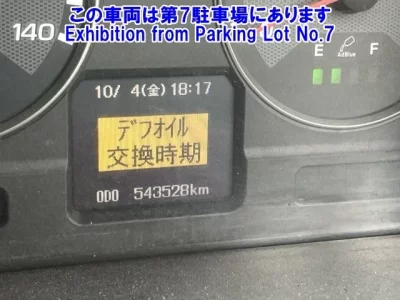 この車両は第7駐車場にあります
Exhibition from Parking Lot No.7
140
E AdBlue F
10/ 4(金)18:17
デフオイル
交換時期
ODO 543528km